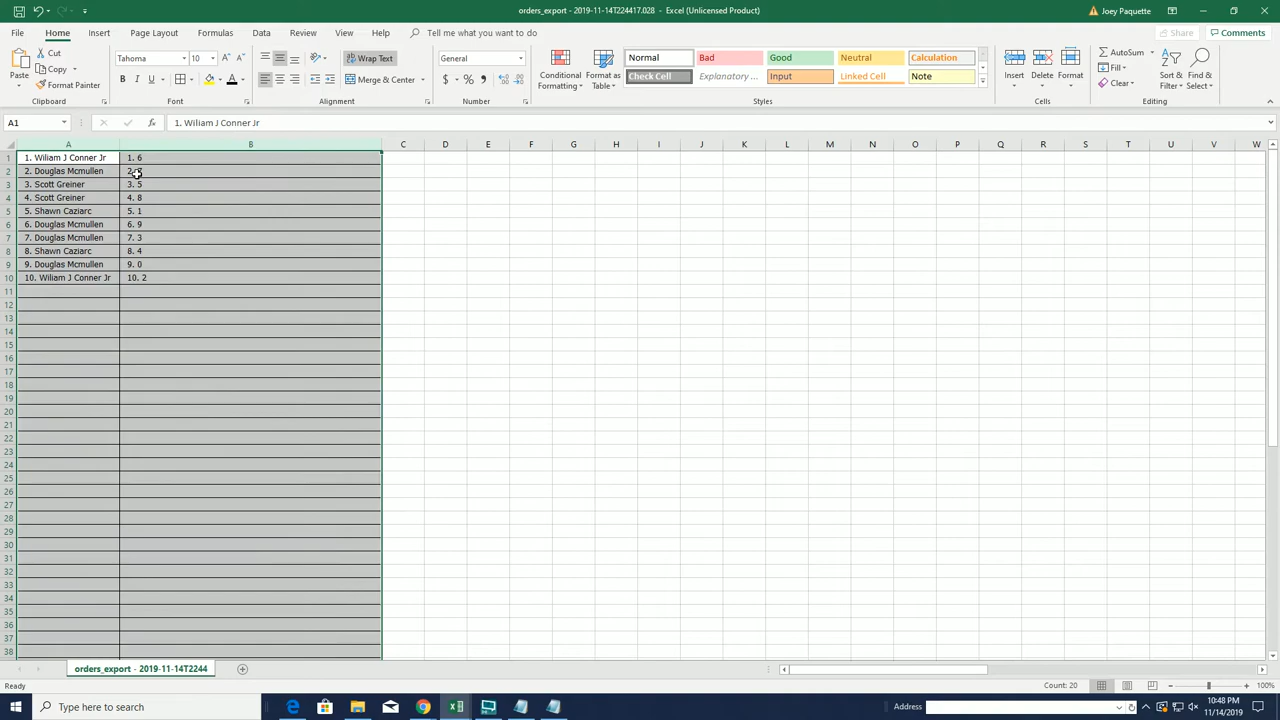 orders_export - 2019-11-14T224417.028 - Excel (Unlicensed Product)
Joey Paquette
File Home Insert Page Layout Formulas Data Review View Help Tell me what you want to do
Share Comments
Cut
Copy
Format Painter
Paste
Clipboard
Tahoma 10
B I U
Font
Wrap Text
Merge & Center
Alignment
General
$ %
Number
Conditional Formatting
Format as Table
Normal Bad Good Neutral Calculation
Check Cell Explanatory ... Input Linked Cell Note
Styles
Insert Delete Format
Cells
AutoSum
Fill
Clear
Sort & Filter
Find & Select
Editing
A1 fx 1. Wiliam J Conner Jr
A B C D E F G H I J K L M N O P Q R S T U V W
1 1. Wiliam J Conner Jr 1. 6
2 2. Douglas Mcmullen 2.
3 3. Scott Greiner 3. 5
4 4. Scott Greiner 4. 8
5 5. Shawn Caziarc 5. 1
6 6. Douglas Mcmullen 6. 9
7 7. Douglas Mcmullen 7. 3
8 8. Shawn Caziarc 8. 4
9 9. Douglas Mcmullen 9. 0
10 10. Wiliam J Conner Jr 10. 2
11
12
13
14
15
16
17
18
19
20
21
22
23
24
25
26
27
28
29
30
31
32
33
34
35
36
37
38
orders_export - 2019-11-14T2244
Ready
Count: 20
100%
Type here to search
Address
10:48 PM
11/14/2019